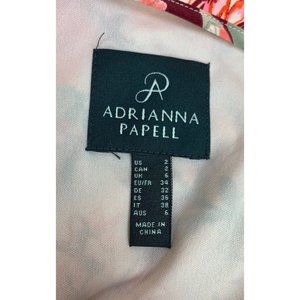 ADRIANNA
PAPELL
US 2
CAN 2
UK 6
EU/FR 34
DE 32
ES 36
IT 38
AUS 6
MADE IN
CHINA